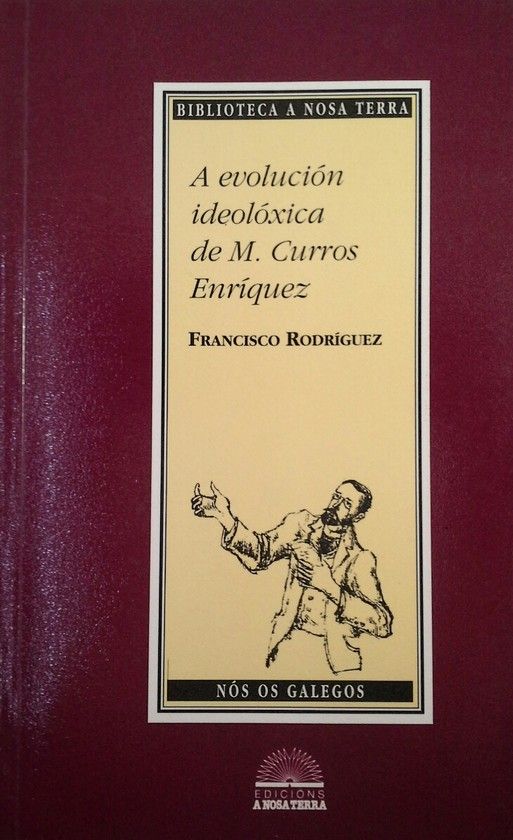 BIBLIOTECA A NOSA TERRA
A evolución
ideolóxica
de M. Curros
Enríquez
FRANCISCO RODRÍGUEZ
NÓS OS GALEGOS
EDICIÓNS
A NOSA TERRA